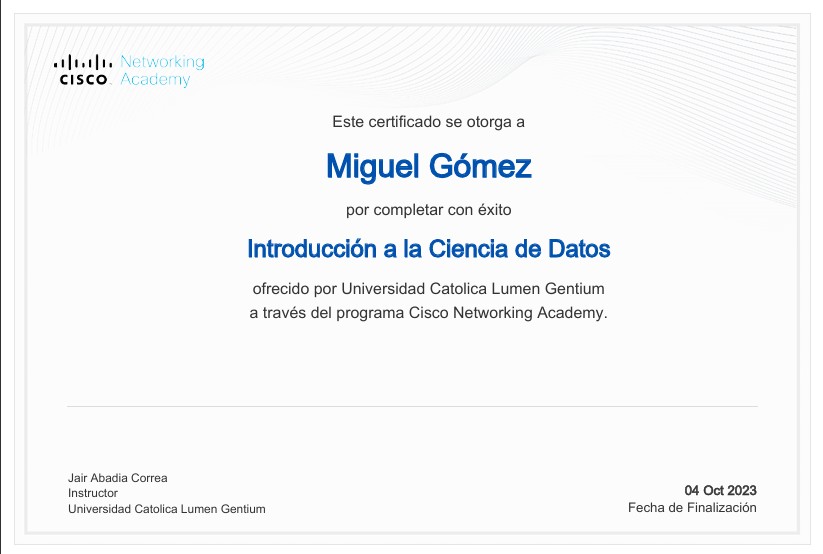 Networking
CISCO Academy
Este certificado se otorga a
Miguel Gómez
por completar con éxito
Introducción a la Ciencia de Datos
ofrecido por Universidad Catolica Lumen Gentium
a través del programa Cisco Networking Academy.
Jair Abadia Correa
Instructor
Universidad Catolica Lumen Gentium
04 Oct 2023
Fecha de Finalización